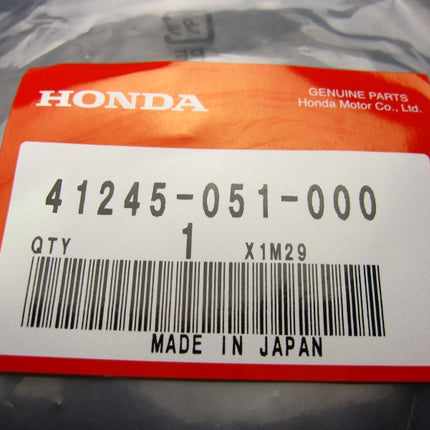 HONDA
GENUINE PARTS
Honda Motor Co., Ltd.
41245-051-000
QTY 1 X1M29
MADE IN JAPAN